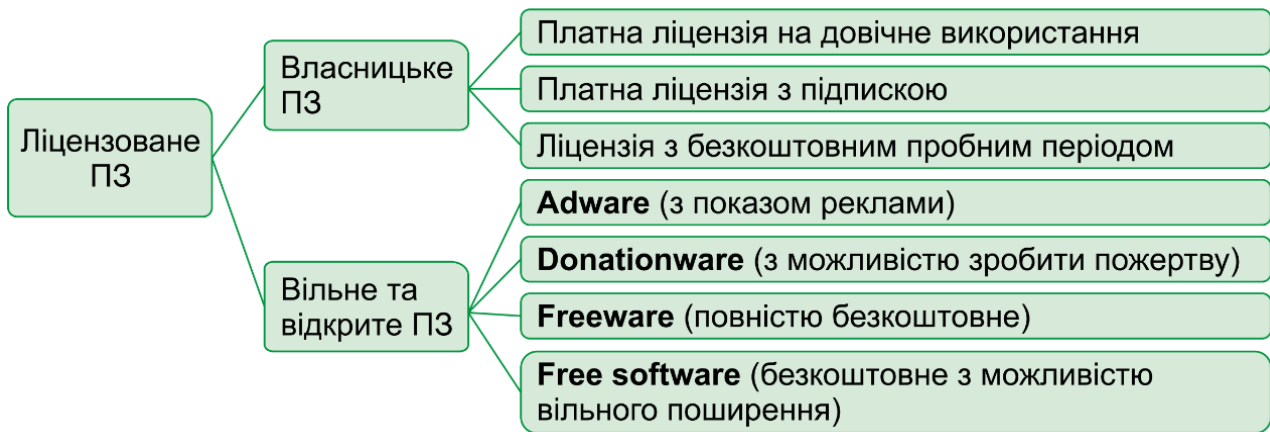 Ліцензоване
ПЗ
Власницьке
ПЗ
Платна ліцензія на довічне використання
Платна ліцензія з підпискою
Ліцензія з безкоштовним пробним періодом
Вільне та
відкрите ПЗ
Adware (з показом реклами)
Donationware (з можливістю зробити пожертву)
Freeware (повністю безкоштовне)
Free software (безкоштовне з можливістю
вільного поширення)